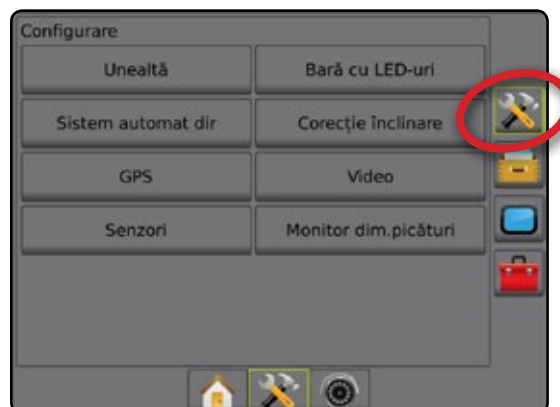 Configurare
Unealtă
Bară cu LED-uri
Sistem automat dir
Corecție înclinare
GPS
Video
Senzori
Monitor dim.picături